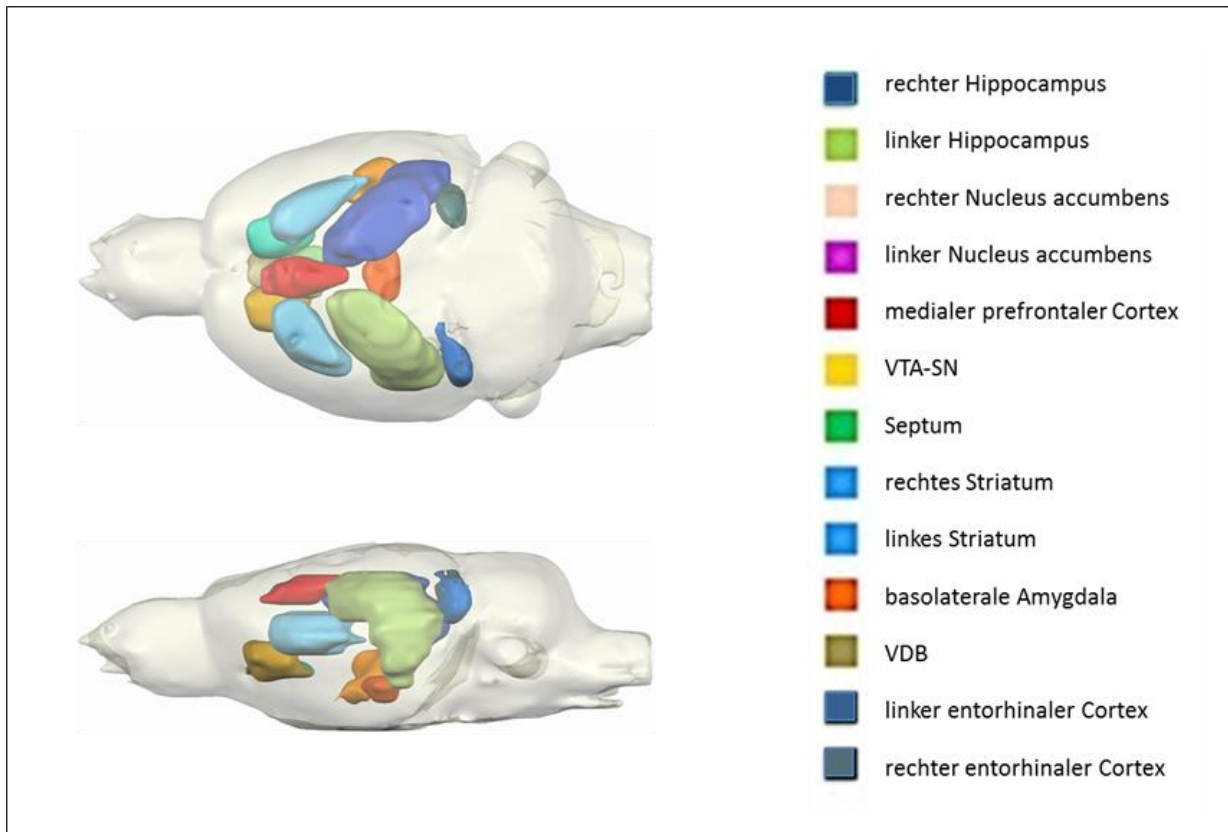 rechter Hippocampus
linker Hippocampus
rechter Nucleus accumbens
linker Nucleus accumbens
medialer prefrontaler Cortex
VTA-SN
Septum
rechtes Striatum
linkes Striatum
basolaterale Amygdala
VDB
linker entorhinaler Cortex
rechter entorhinaler Cortex